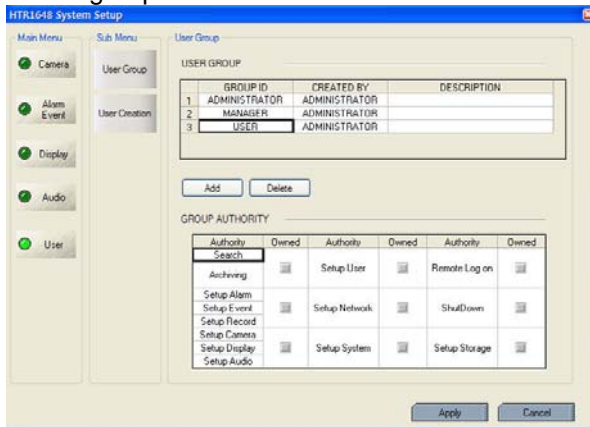 HTR1648 System Setup
Main Menu
Sub Menu
User Group
Camera
Alarm
Event
Display
Audio
User
User Group
User Creation
USER GROUP
GROUP ID CREATED BY DESCRIPTION
1 ADMINISTRATOR ADMINISTRATOR
2 MANAGER ADMINISTRATOR
3 USER ADMINISTRATOR
Add Delete
GROUP AUTHORITY
Authority Owned Authority Owned Authority Owned
Search
Archiving
Setup User
Remote Log on
Setup Alarm
Setup Event
Setup Record
Setup Network
ShutDown
Setup Camera
Setup Display
Setup Audio
Setup System
Setup Storage
Apply Cancel